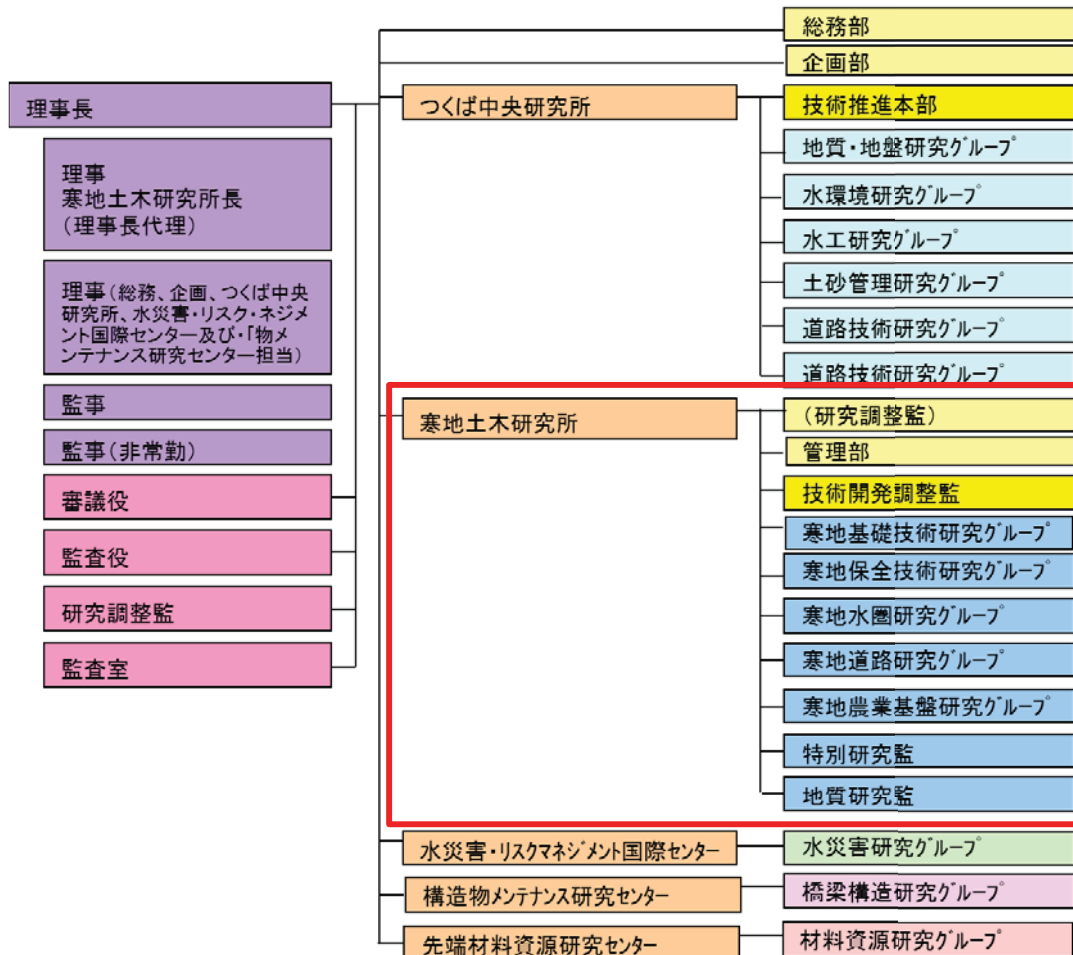 総務部
企画部
理事長
理事
寒地土木研究所長
(理事長代理)
理事(総務、企画、つくば中央
研究所、水災害・リスク・ネジメ
ント国際センター及び・「物メ
ンテナンス研究センター担当)
監事
監事(非常勤)
審議役
監査役
研究調整監
監査室
つくば中央研究所
技術推進本部
地質・地盤研究グループ
水環境研究グループ
水工研究グループ
土砂管理研究グループ
道路技術研究グループ
道路技術研究グループ
寒地土木研究所
(研究調整監)
管理部
技術開発調整監
寒地基礎技術研究グループ
寒地保全技術研究グループ
寒地水圏研究グループ
寒地道路研究グループ
寒地農業基盤研究グループ
特別研究監
地質研究監
水災害・リスクマネジメント国際センター
水災害研究グループ
構造物メンテナンス研究センター
橋梁構造研究グループ
先端材料資源研究センター
材料資源研究グループ